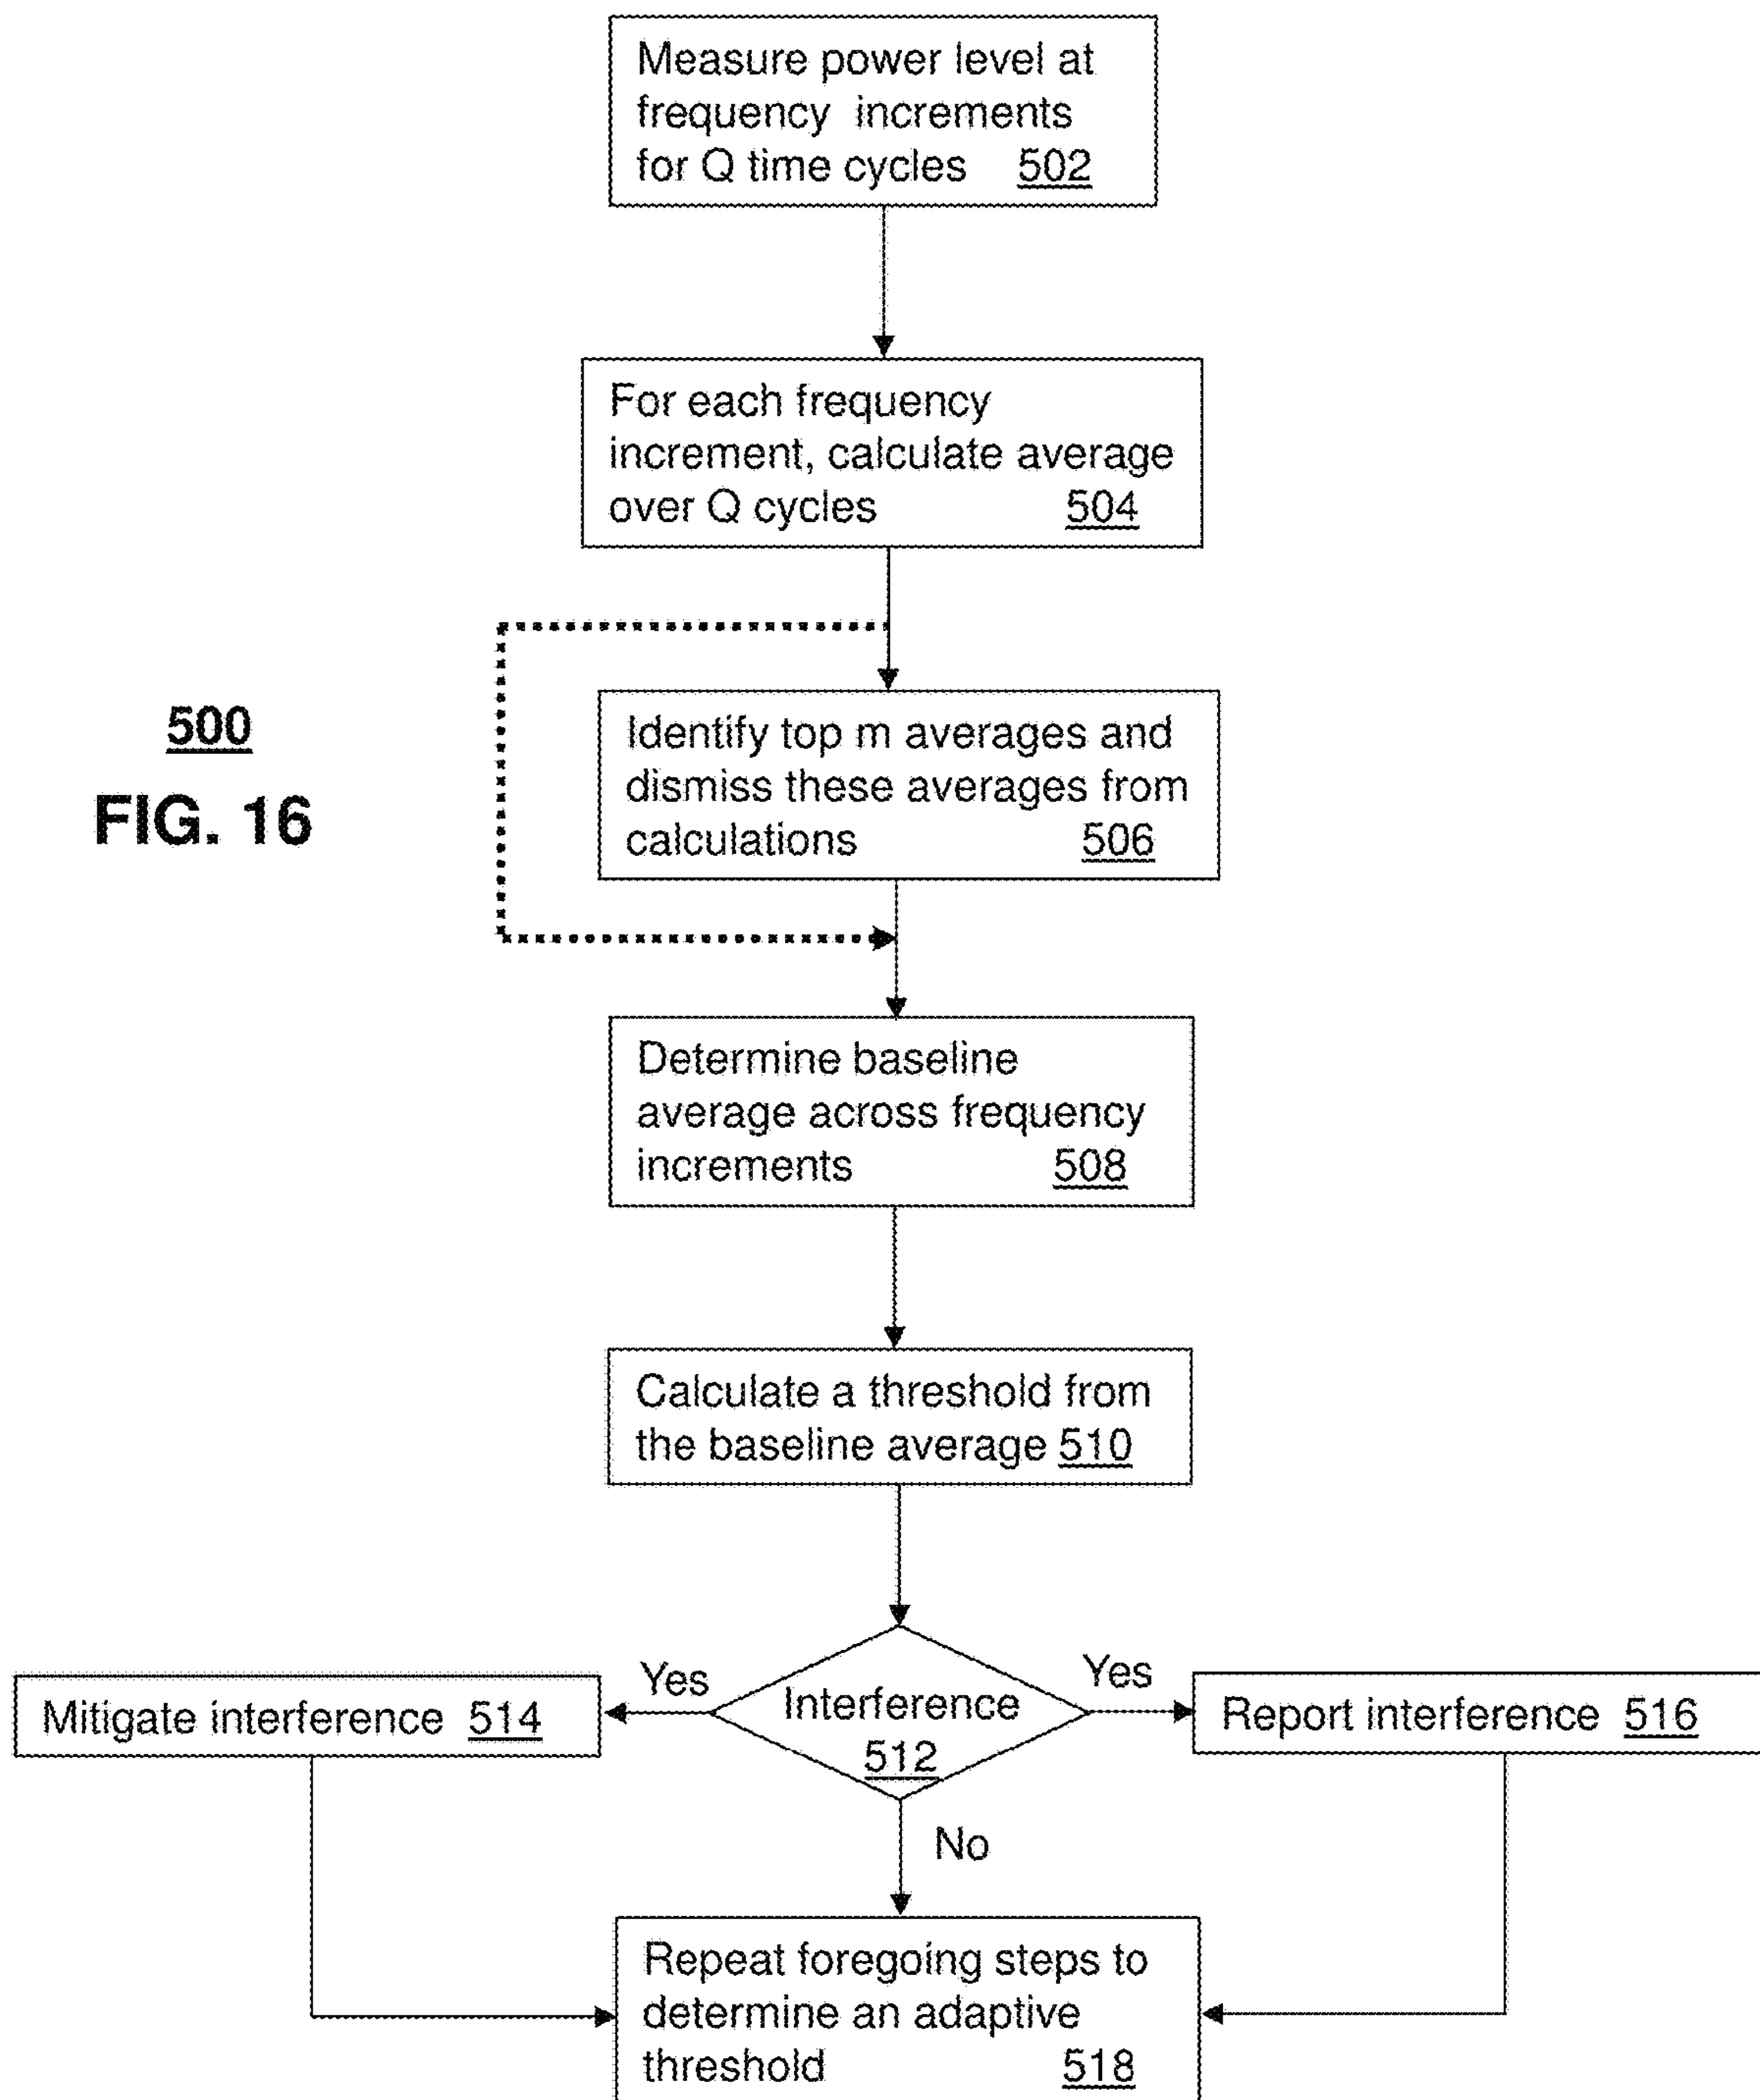 Measure power level at
frequency increments
for Q time cycles 502
For each frequency
increment, calculate average
over Q cycles 504
500
FIG. 16
Identify top m averages and
dismiss these averages from
calculations 506
Determine baseline
average across frequency
increments 508
Calculate a threshold from
the baseline average 510
Yes
Yes
Mitigate interference 514
Interference
512
Report interference 516
No
Repeat foregoing steps to
determine an adaptive
threshold 518